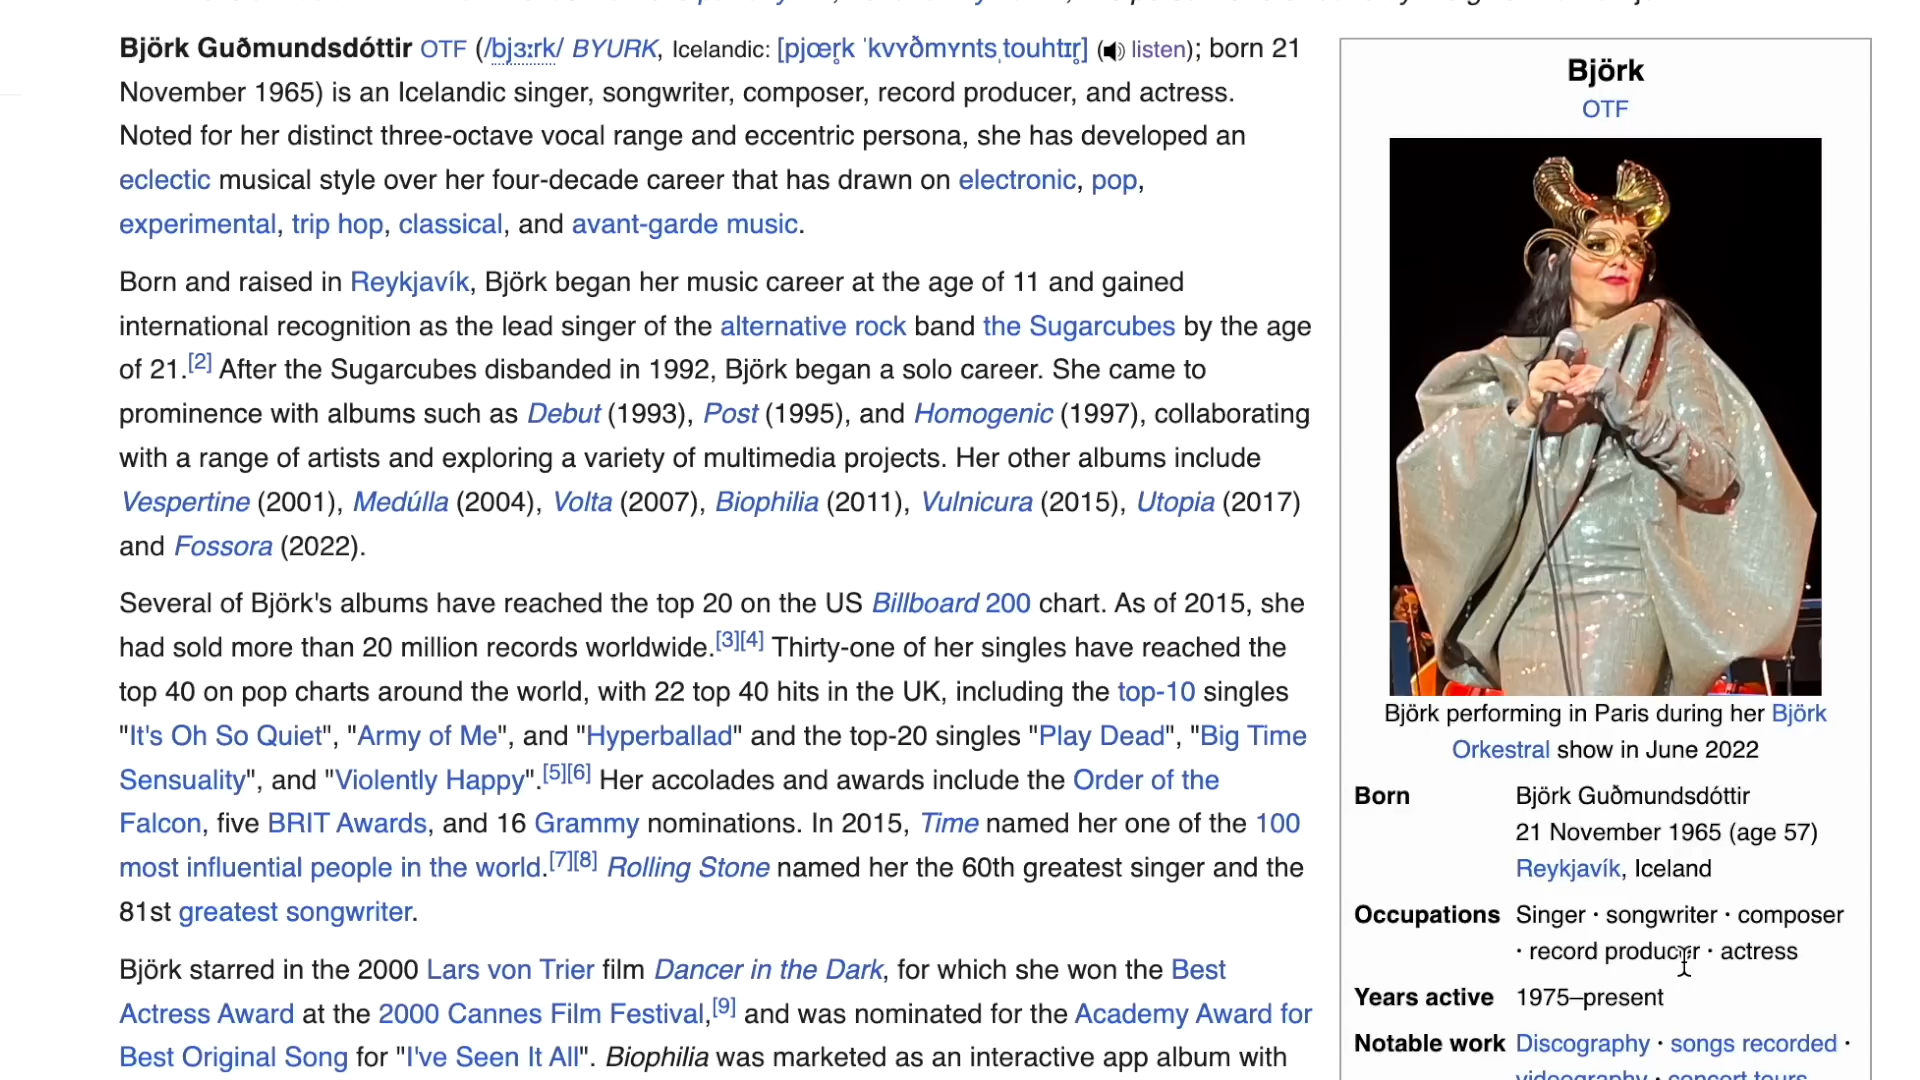 Björk Guðmundsdóttir OTF (/bjɜːrk/ BYURK, Icelandic: [pjœr̥k ˈkvʏðmʏntsˌtouhtɪr̥] (listen); born 21
November 1965) is an Icelandic singer, songwriter, composer, record producer, and actress.
Noted for her distinct three-octave vocal range and eccentric persona, she has developed an
eclectic musical style over her four-decade career that has drawn on electronic, pop,
experimental, trip hop, classical, and avant-garde music.
Born and raised in Reykjavík, Björk began her music career at the age of 11 and gained
international recognition as the lead singer of the alternative rock band the Sugarcubes by the age
of 21.[2] After the Sugarcubes disbanded in 1992, Björk began a solo career. She came to
prominence with albums such as Debut (1993), Post (1995), and Homogenic (1997), collaborating
with a range of artists and exploring a variety of multimedia projects. Her other albums include
Vespertine (2001), Medúlla (2004), Volta (2007), Biophilia (2011), Vulnicura (2015), Utopia (2017)
and Fossora (2022).
Several of Björk's albums have reached the top 20 on the US Billboard 200 chart. As of 2015, she
had sold more than 20 million records worldwide.[3][4] Thirty-one of her singles have reached the
top 40 on pop charts around the world, with 22 top 40 hits in the UK, including the top-10 singles
"It's Oh So Quiet", "Army of Me", and "Hyperballad" and the top-20 singles "Play Dead", "Big Time
Sensuality", and "Violently Happy".[5][6] Her accolades and awards include the Order of the
Falcon, five BRIT Awards, and 16 Grammy nominations. In 2015, Time named her one of the 100
most influential people in the world.[7][8] Rolling Stone named her the 60th greatest singer and the
81st greatest songwriter.
Björk starred in the 2000 Lars von Trier film Dancer in the Dark, for which she won the Best
Actress Award at the 2000 Cannes Film Festival,[9] and was nominated for the Academy Award for
Best Original Song for "I've Seen It All". Biophilia was marketed as an interactive app album with
Björk
OTF
Björk performing in Paris during her Björk
Orkestral show in June 2022
Born Björk Guðmundsdóttir
21 November 1965 (age 57)
Reykjavík, Iceland
Occupations Singer · songwriter · composer
· record producer · actress
Years active 1975–present
Notable work Discography · songs recorded ·
videography · concert tours